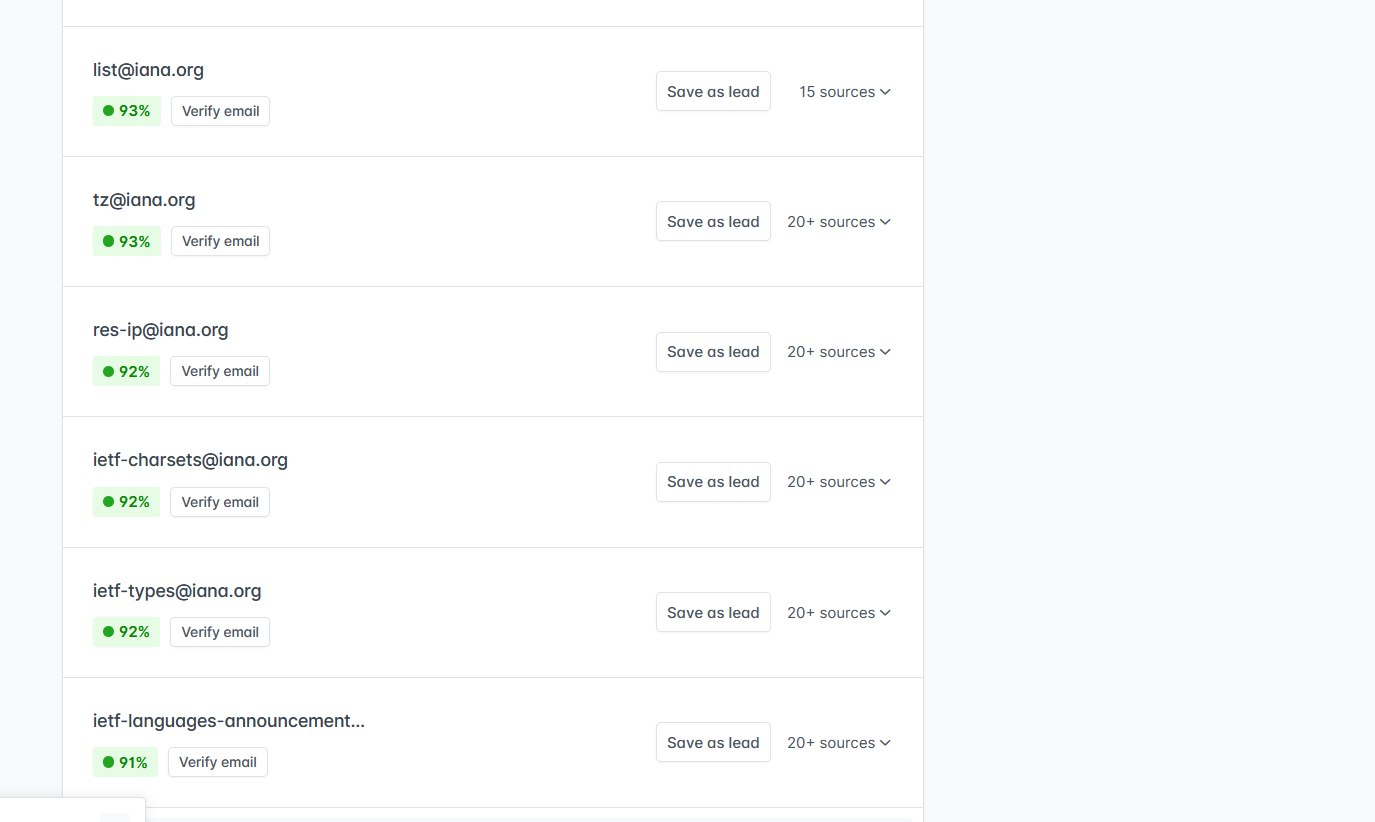 list@iana.org
93% Verify email
Save as lead 15 sources
tz@iana.org
93% Verify email
Save as lead 20+ sources
res-ip@iana.org
92% Verify email
Save as lead 20+ sources
ietf-charsets@iana.org
92% Verify email
Save as lead 20+ sources
ietf-types@iana.org
92% Verify email
Save as lead 20+ sources
ietf-languages-announcement...
91% Verify email
Save as lead 20+ sources